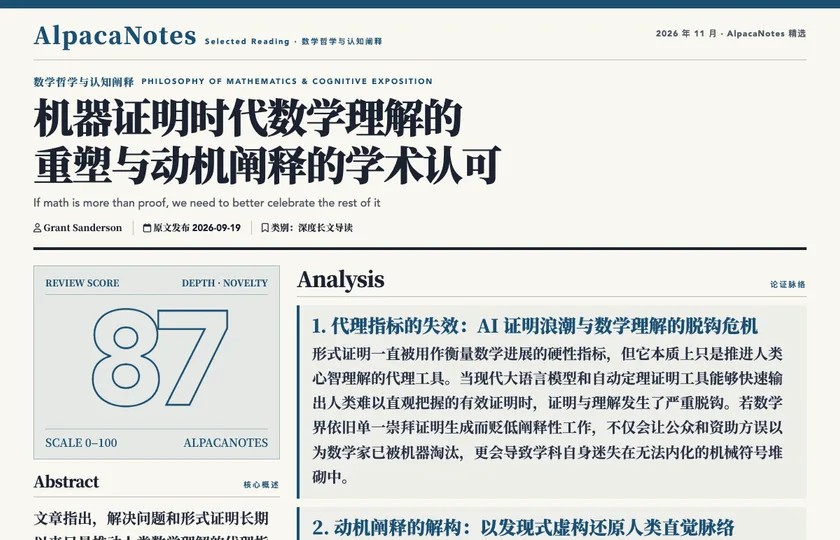 AlpacaNotes Selected Reading · 数学哲学与认知阐释
2026 年 11 月 · AlpacaNotes 精选
数学哲学与认知阐释 PHILOSOPHY OF MATHEMATICS & COGNITIVE EXPOSITION
机器证明时代数学理解的
重塑与动机阐释的学术认可
If math is more than proof, we need to better celebrate the rest of it
Grant Sanderson 原文发布 2026-09-19 类别：深度长文导读
REVIEW SCORE DEPTH · NOVELTY
87
SCALE 0–100 ALPACANOTES
Abstract 核心概述
文章指出，解决问题和形式证明长期
以来只是推动人类数学理解的代理指
Analysis 论证脉络
1. 代理指标的失效：AI 证明浪潮与数学理解的脱钩危机
形式证明一直被用作衡量数学进展的硬性指标，但它本质上只是推进人类
心智理解的代理工具。当现代大语言模型和自动定理证明工具能够快速输
出人类难以直观把握的有效证明时，证明与理解发生了严重脱钩。若数学
界依旧单一崇拜证明生成而贬低阐释性工作，不仅会让公众和资助方误以
为数学家已被机器淘汰，更会导致学科自身迷失在无法内化的机械符号堆
砌中。
2. 动机阐释的解构：以发现式虚构还原人类直觉脉络